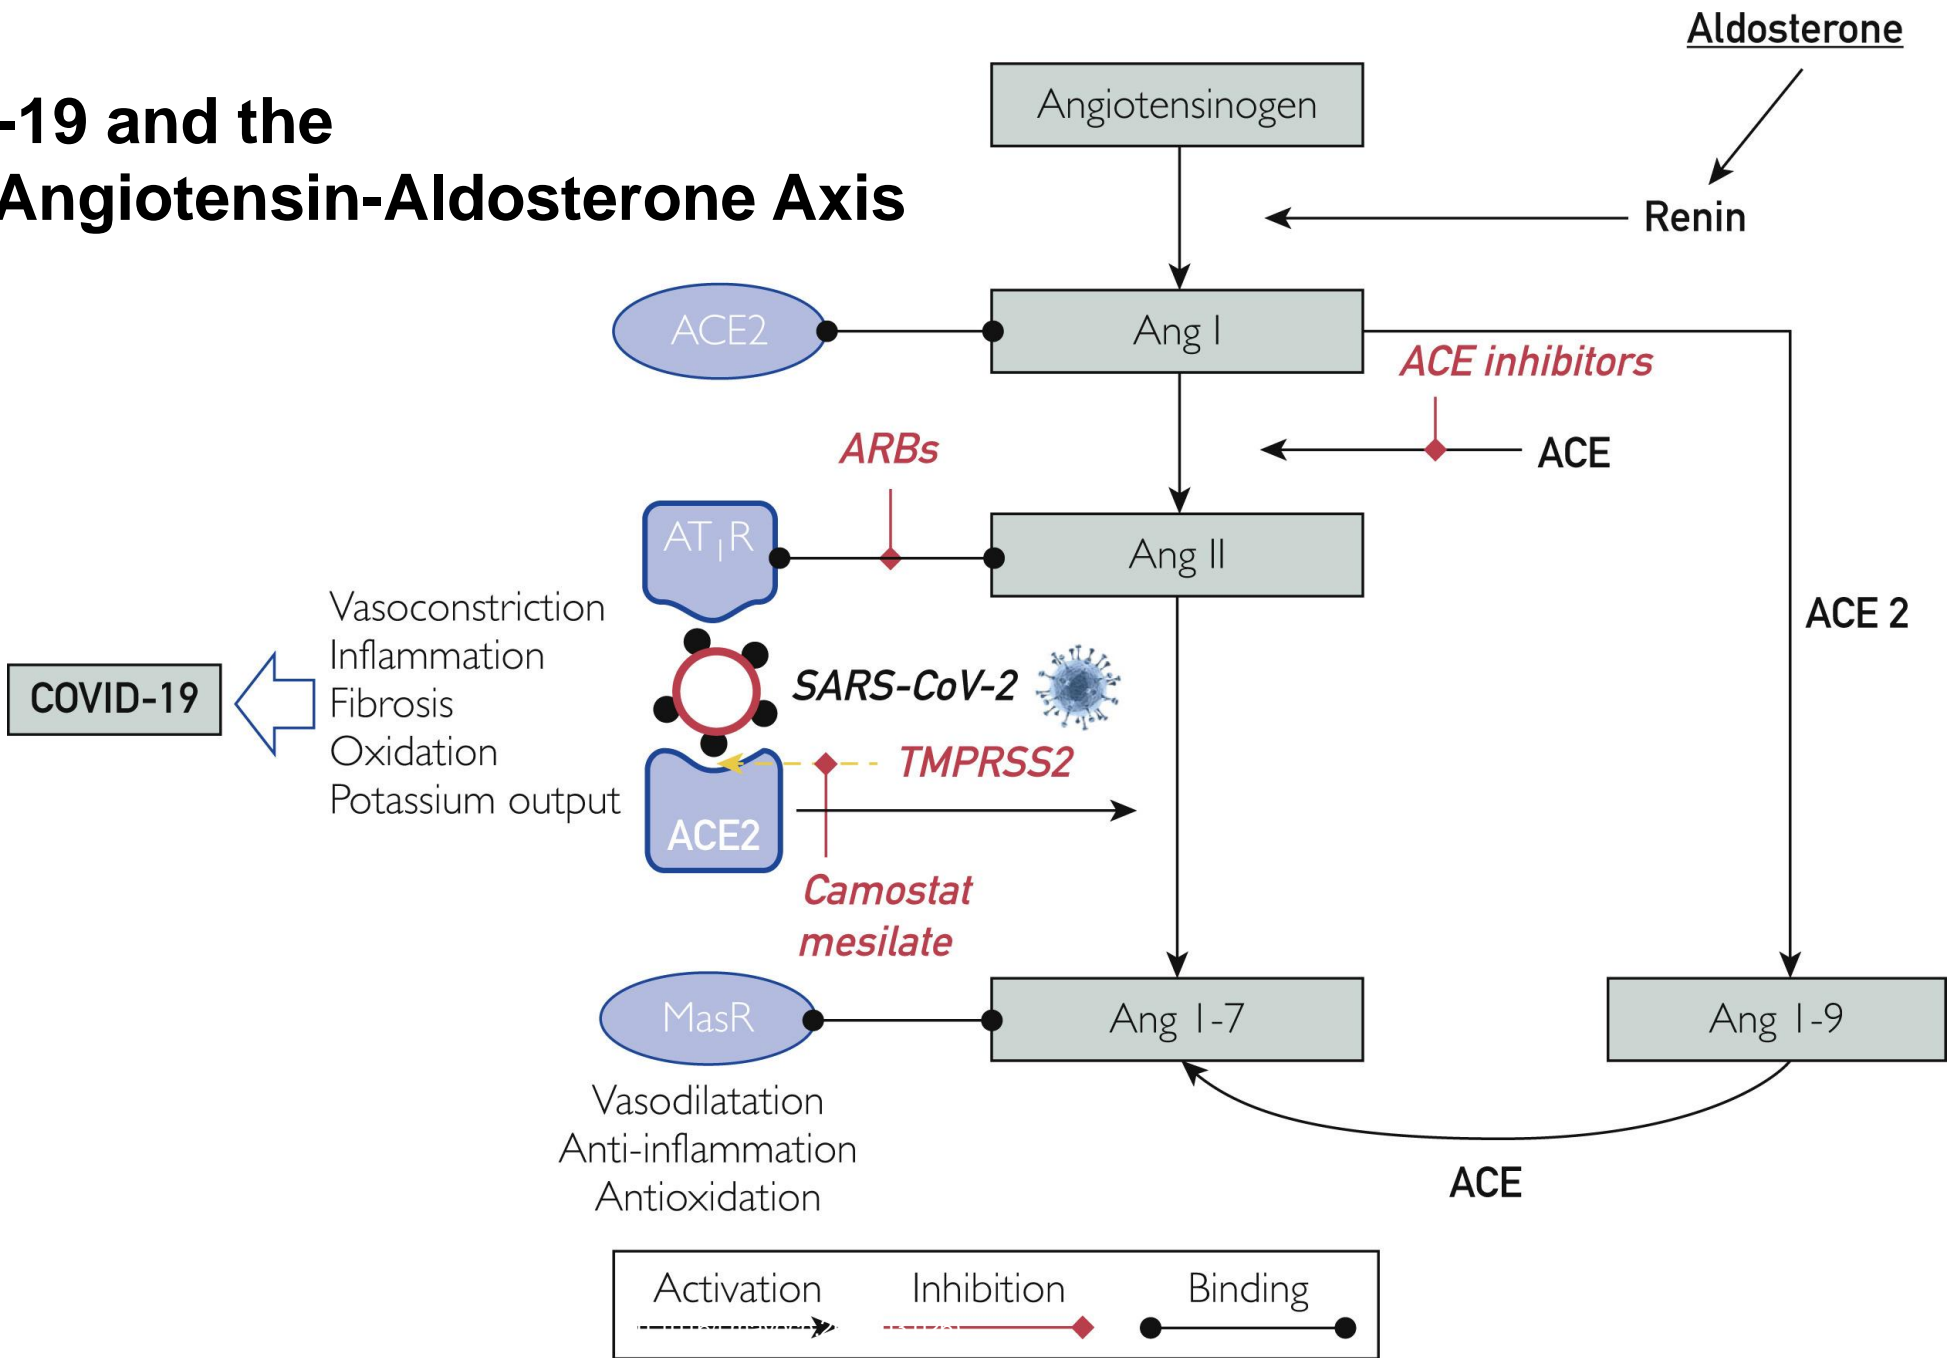 -19 and the
Angiotensin-Aldosterone Axis
Aldosterone
Angiotensinogen
Renin
ACE2
Ang I
ACE inhibitors
ARBs
ACE
AT1R
Ang II
Vasoconstriction
Inflammation
Fibrosis
Oxidation
Potassium output
COVID-19
SARS-CoV-2
ACE 2
TMPRSS2
ACE2
Camostat
mesilate
MasR
Ang 1-7
Ang 1-9
Vasodilatation
Anti-inflammation
Antioxidation
ACE
Activation
Inhibition
Binding